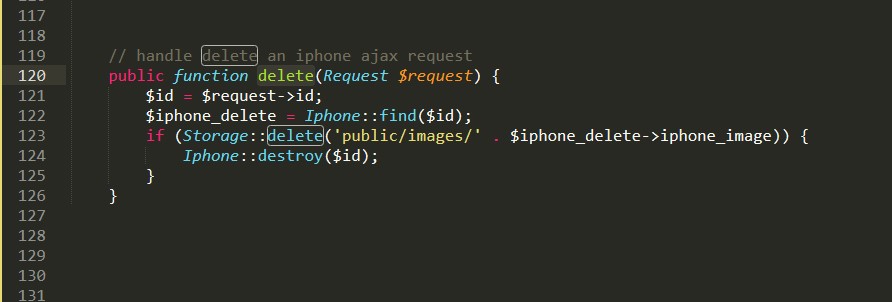 117
118
119 // handle delete an iphone ajax request
120 public function delete(Request $request) {
121 $id = $request->id;
122 $iphone_delete = Iphone::find($id);
123 if (Storage::delete('public/images/' . $iphone_delete->iphone_image)) {
124 Iphone::destroy($id);
125 }
126 }
127
128
129
130
131